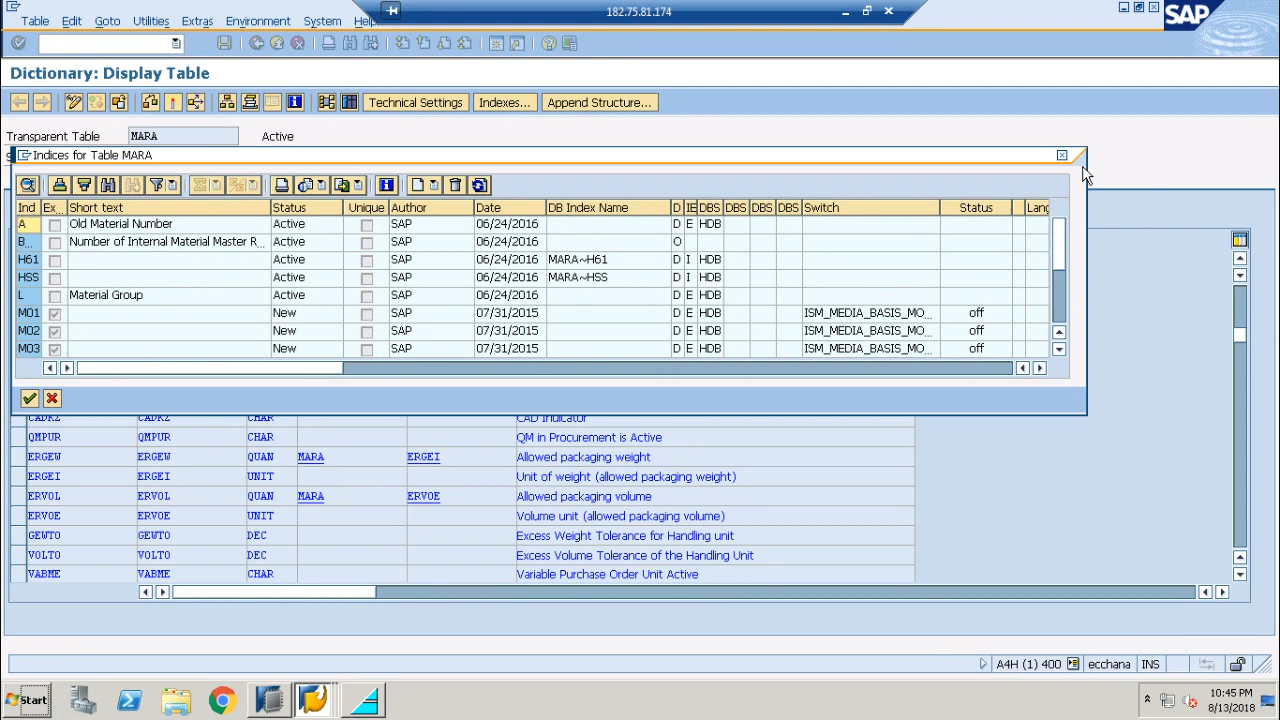 182.75.81.174
Table Edit Goto Utilities Extras Environment System Help
SAP
Dictionary: Display Table
Technical Settings Indexes... Append Structure...
Transparent Table MARA Active
Indices for Table MARA
Ind Ex... Short text Status Unique Author Date DB Index Name D IE DBS DBS DBS DBS Switch Status Lang
A Old Material Number Active SAP 06/24/2016 D E HDB
B... Number of Internal Material Master R... Active SAP 06/24/2016 O
H61 Active SAP 06/24/2016 MARA~H61 D I HDB
HSS Active SAP 06/24/2016 MARA~HSS D I HDB
L Material Group Active SAP 06/24/2016 D E HDB
M01 New SAP 07/31/2015 D E HDB ISM_MEDIA_BASIS_MO... off
M02 New SAP 07/31/2015 D E HDB ISM_MEDIA_BASIS_MO... off
M03 New SAP 07/31/2015 D E HDB ISM_MEDIA_BASIS_MO... off
CADKZ CADKZ CHAR CAD Indicator
QMPUR QMPUR CHAR QM in Procurement is Active
ERGEW ERGEW QUAN MARA ERGEI Allowed packaging weight
ERGEI ERGEI UNIT Unit of weight (allowed packaging weight)
ERVOL ERVOL QUAN MARA ERVOE Allowed packaging volume
ERVOE ERVOE UNIT Volume unit (allowed packaging volume)
GEWTO GEWTO DEC Excess Weight Tolerance for Handling unit
VOLTO VOLTO DEC Excess Volume Tolerance of the Handling Unit
VABME VABME CHAR Variable Purchase Order Unit Active
A4H (1) 400 ecchana INS
Start
10:45 PM
8/13/2018